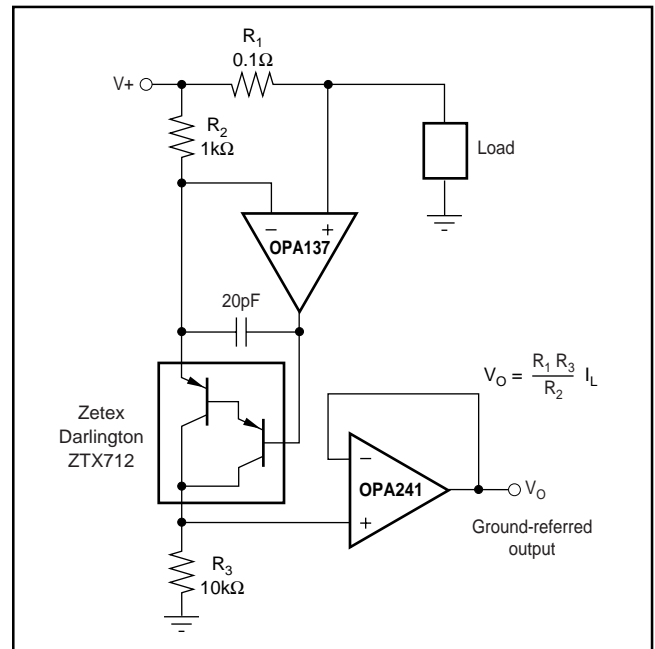 R1
0.1Ω
V+
R2
1kΩ
Load
− +
OPA137
20pF
Zetex
Darlington
ZTX712
VO = R1 R3 / R2 IL
−
OPA241
+
VO
Ground-referred
output
R3
10kΩ